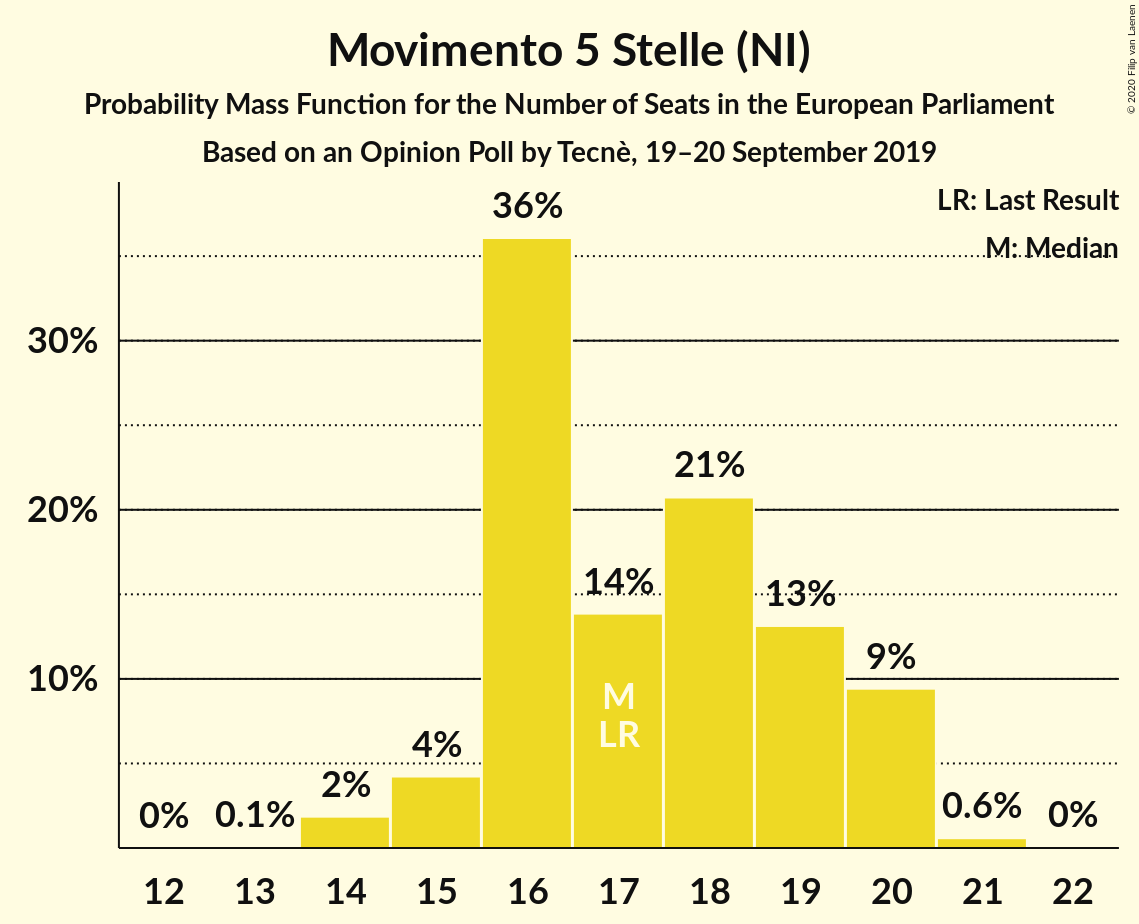 Movimento 5 Stelle (NI)
Probability Mass Function for the Number of Seats in the European Parliament
Based on an Opinion Poll by Tecnè, 19–20 September 2019
© 2020 Filip van Laenen
LR: Last Result
M: Median
36%
30%
21%
20%
14%
13%
9%
10%
M
LR
4%
2%
0%
0.1%
0.6%
0%
12 13 14 15 16 17 18 19 20 21 22